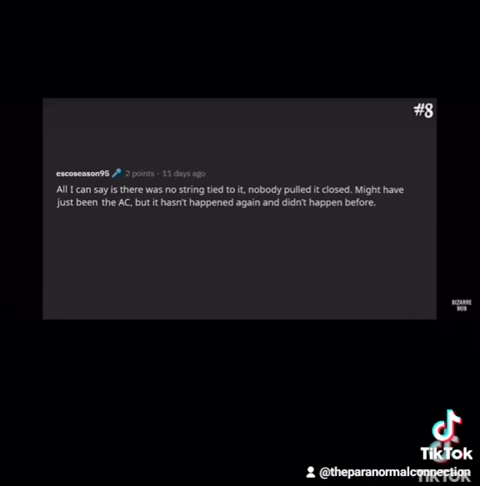 #8
escoseason95 2 points · 11 days ago
All I can say is there was no string tied to it, nobody pulled it closed. Might have
just been the AC, but it hasn't happened again and didn't happen before.
BIZARRE
BUB
TikTok
@theparanormalconnection
TikTok